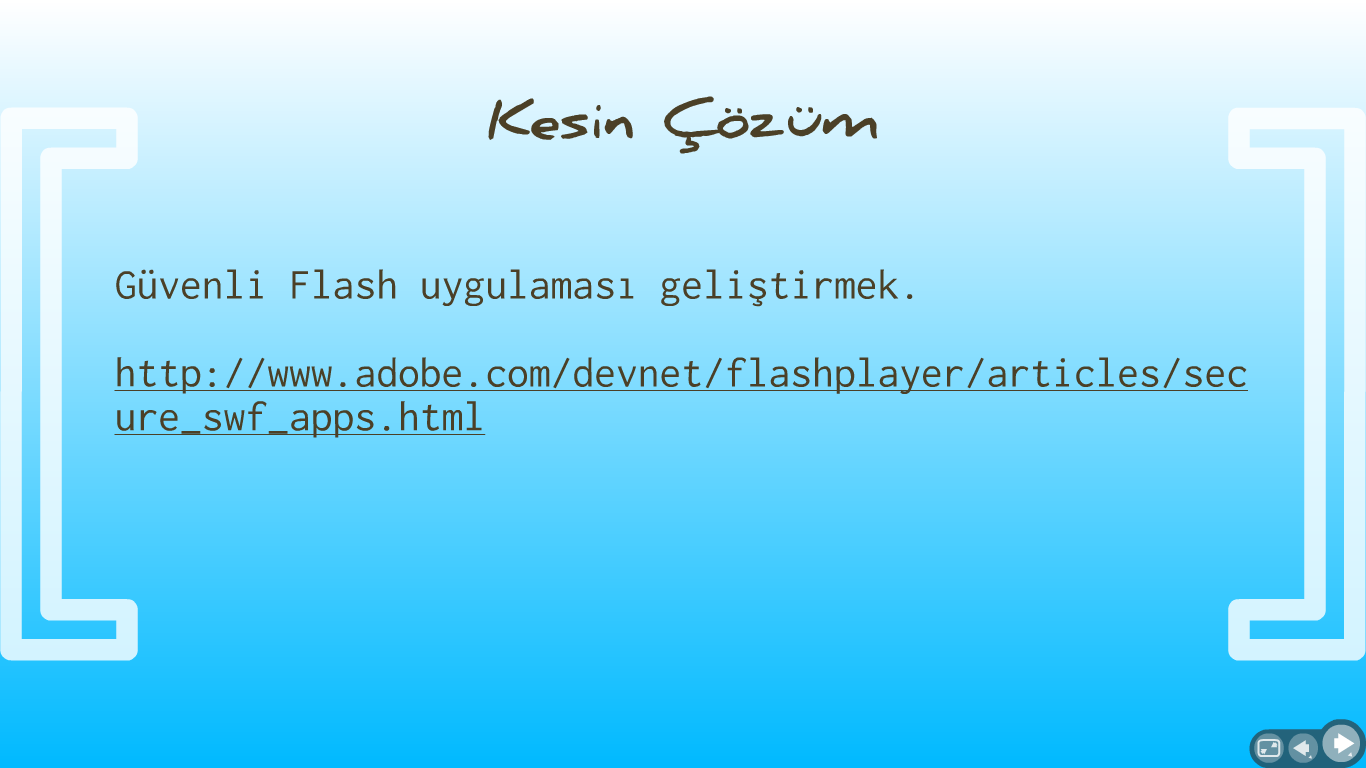 Kesin Çözüm
Güvenli Flash uygulaması geliştirmek.
http://www.adobe.com/devnet/flashplayer/articles/sec
ure_swf_apps.html